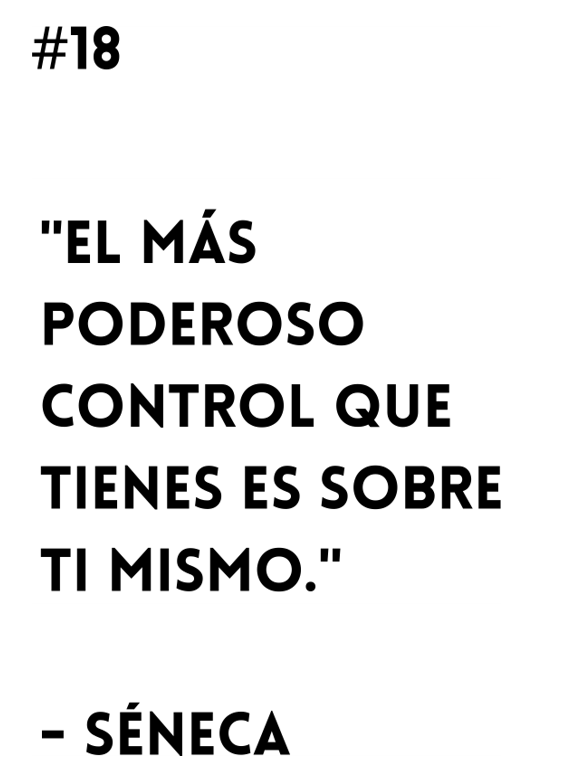 #18
"EL MÁS
PODEROSO
CONTROL QUE
TIENES ES SOBRE
TI MISMO."
- SÉNECA